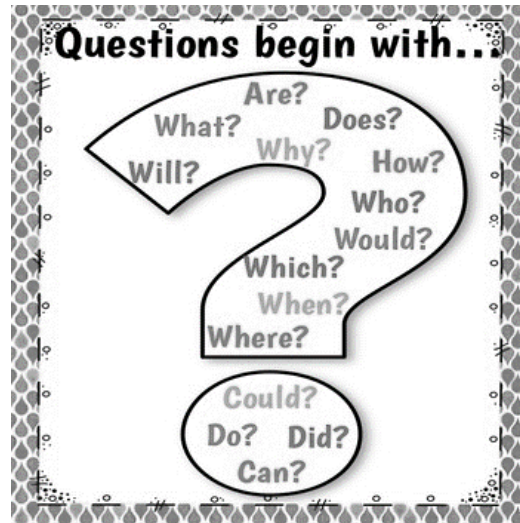 Questions begin with...
Are?
What? Does?
Why?
Will? How?
Who?
Would?
Which?
When?
Where?
Could?
Do? Did?
Can?